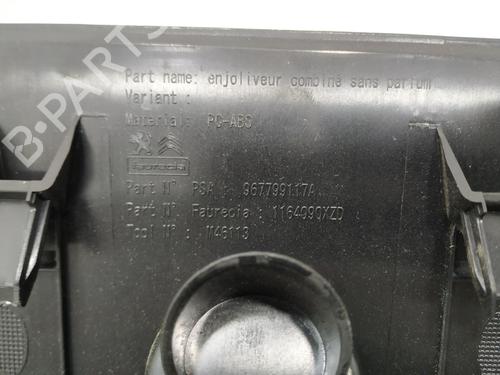 B-PARTS
Part name: enjoliveur combiné sans parfum
Variant :
Material: PC-ABS
faurecia
Part N° PSA : 967799117A
Part N° Faurecia : 1164090XZD
Tool N° : M46113